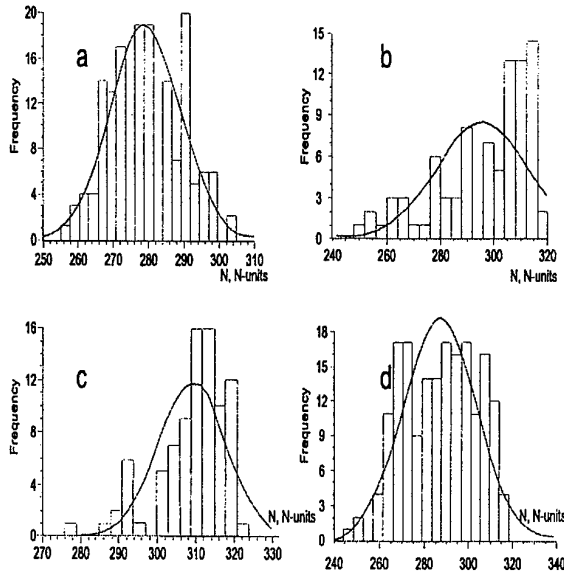 a
Frequency
20
16
12
8
4
0
250 260 270 280 290 300 310
N, N-units
b
Frequency
15
12
9
6
3
0
240 260 280 300 320
N, N-units
c
Frequency
16
12
8
4
0
270 280 290 300 310 320 330
N, N-units
d
Frequency
18
15
12
9
6
3
0
240 260 280 300 320 340
N, N-units